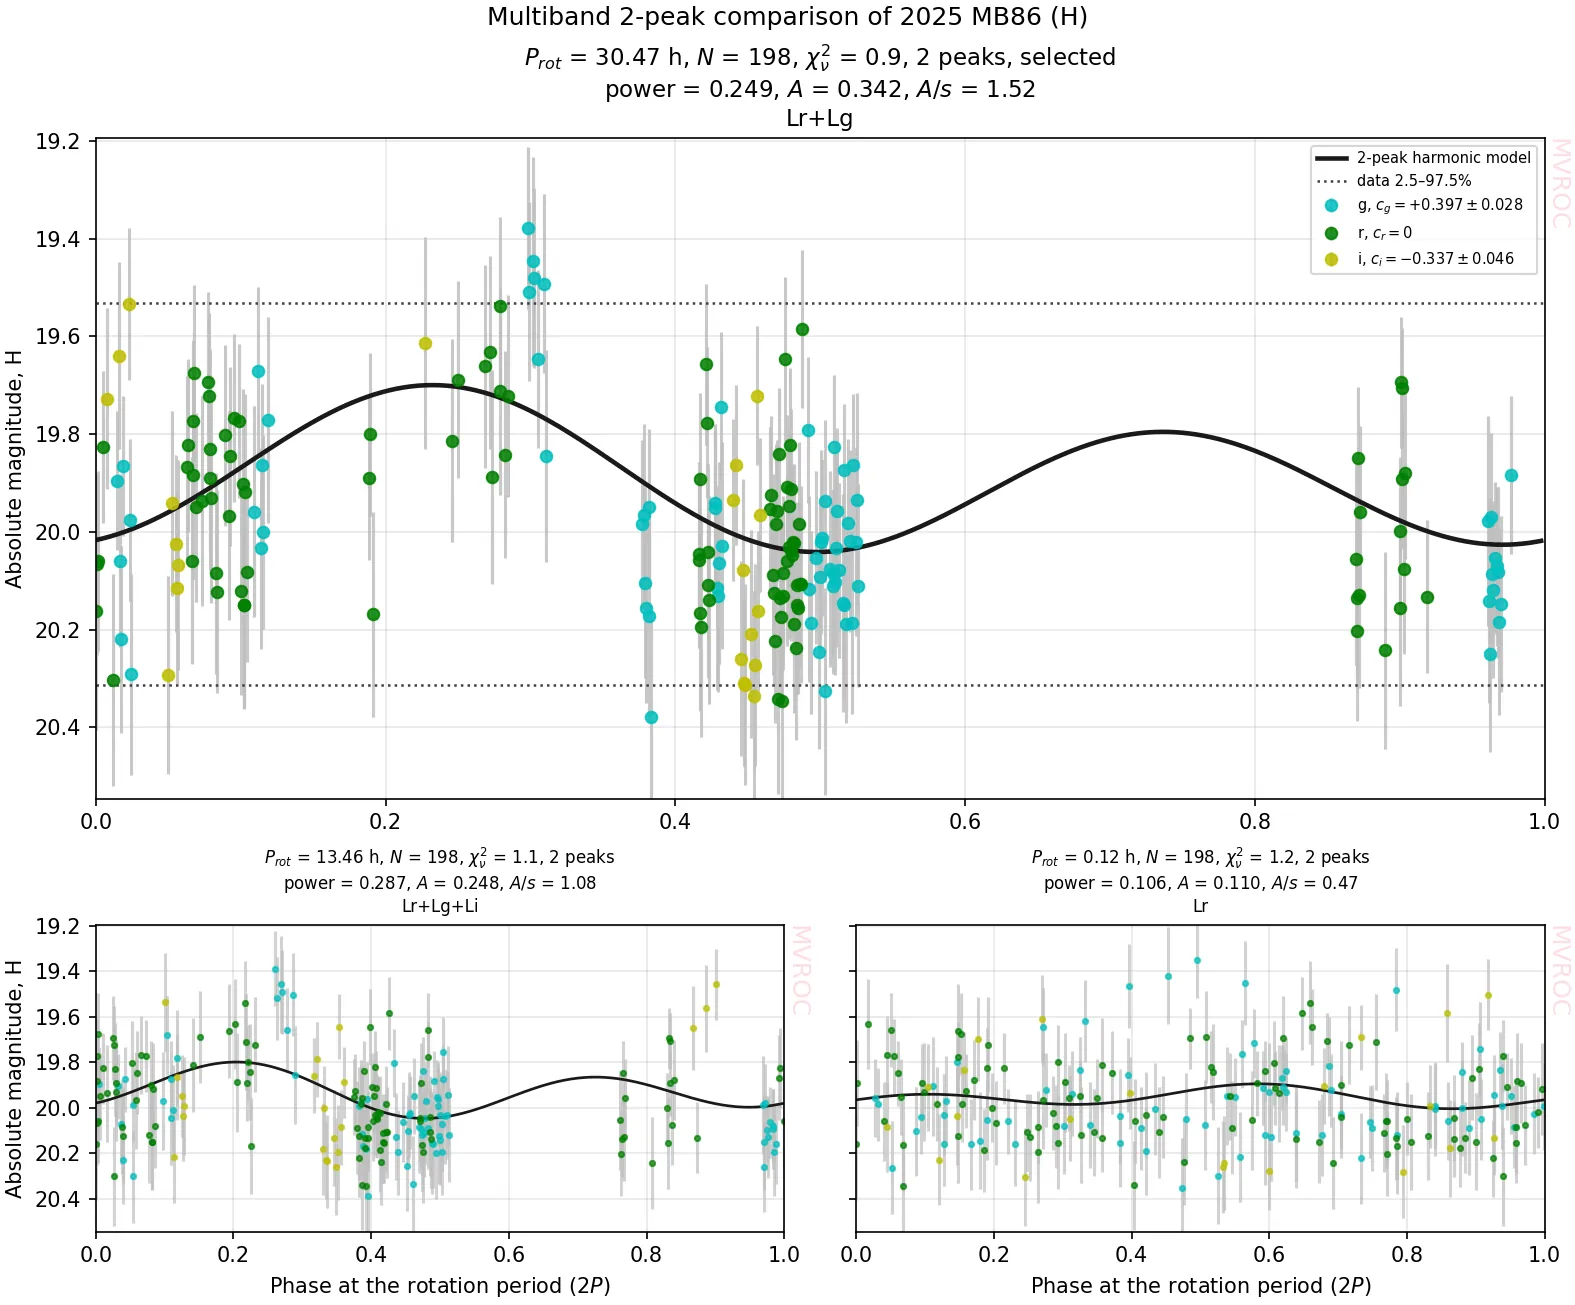 Multiband 2-peak comparison of 2025 MB86 (H)
P_rot = 30.47 h, N = 198, χ²_ν = 0.9, 2 peaks, selected
power = 0.249, A = 0.342, A/s = 1.52
Lr+Lg
19.2
19.4
19.6
19.8
20.0
20.2
20.4
Absolute magnitude, H
2-peak harmonic model
data 2.5–97.5%
g, c_g = +0.397 ± 0.028
r, c_r = 0
i, c_i = −0.337 ± 0.046
MVROC
0.0 0.2 0.4 0.6 0.8 1.0
P_rot = 13.46 h, N = 198, χ²_ν = 1.1, 2 peaks
power = 0.287, A = 0.248, A/s = 1.08
Lr+Lg+Li
19.2
19.4
19.6
19.8
20.0
20.2
20.4
Absolute magnitude, H
MVROC
0.0 0.2 0.4 0.6 0.8 1.0
Phase at the rotation period (2P)
P_rot = 0.12 h, N = 198, χ²_ν = 1.2, 2 peaks
power = 0.106, A = 0.110, A/s = 0.47
Lr
MVROC
0.0 0.2 0.4 0.6 0.8 1.0
Phase at the rotation period (2P)